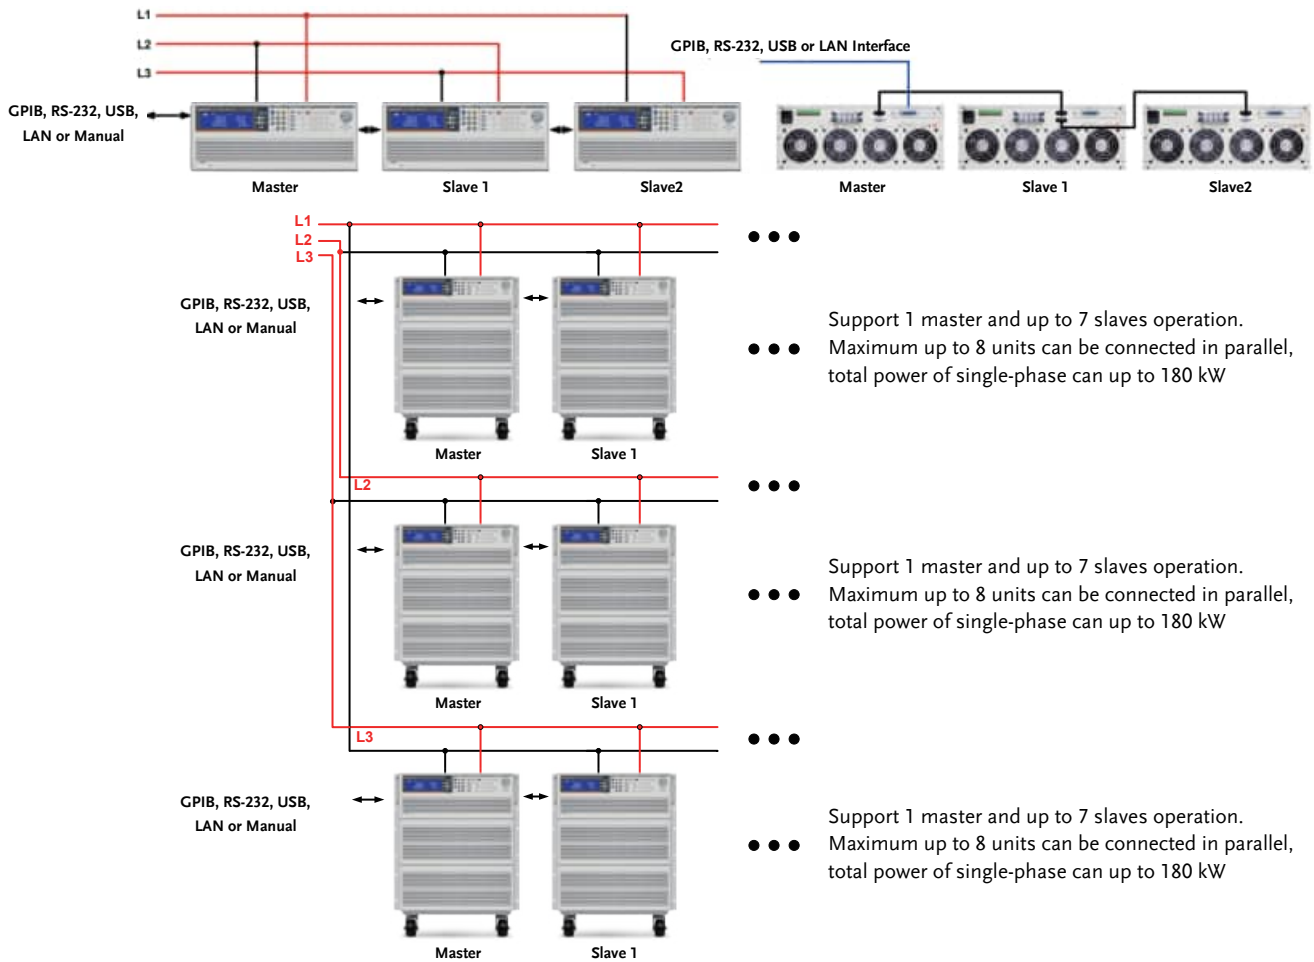 L1
L2
L3
GPIB, RS-232, USB,
LAN or Manual
Master
Slave 1
Slave2
GPIB, RS-232, USB or LAN Interface
Master
Slave 1
Slave2
L1
L2
L3
GPIB, RS-232, USB,
LAN or Manual
Master
Slave 1
Support 1 master and up to 7 slaves operation.
Maximum up to 8 units can be connected in parallel,
total power of single-phase can up to 180 kW
L2
GPIB, RS-232, USB,
LAN or Manual
Master
Slave 1
Support 1 master and up to 7 slaves operation.
Maximum up to 8 units can be connected in parallel,
total power of single-phase can up to 180 kW
L3
GPIB, RS-232, USB,
LAN or Manual
Master
Slave 1
Support 1 master and up to 7 slaves operation.
Maximum up to 8 units can be connected in parallel,
total power of single-phase can up to 180 kW